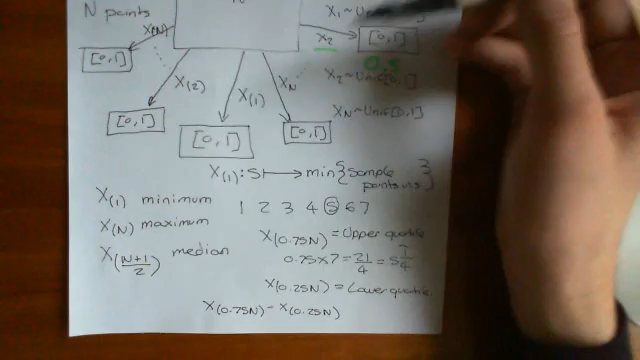 N points
X₁~Unif
X(N)
X₂
[0,1]
[0,1]
0.5
X(2)
X(1)
X_N
X₂~Unif[0,1]
[0,1]
[0,1]
[0,1]
X_N~Unif[0,1]
X(1): S ↦ min{sample points in s}
X(1) minimum
1 2 3 4 5 6 7
X(N) maximum
X(0.75N) = Upper quartile
X((N+1)/2) median
0.75×7 = 21/4 = 5 1/4
X(0.25N) = Lower quartile.
X(0.75N) - X(0.25N)